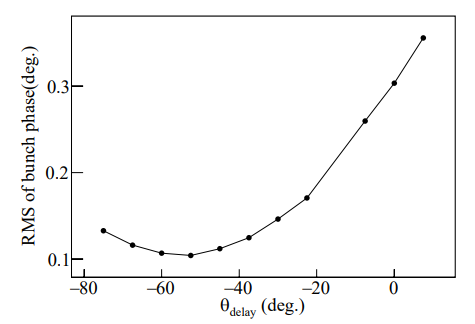 RMS of bunch phase(deg.)
0.3
0.2
0.1
−80 −60 −40 −20 0
θdelay (deg.)